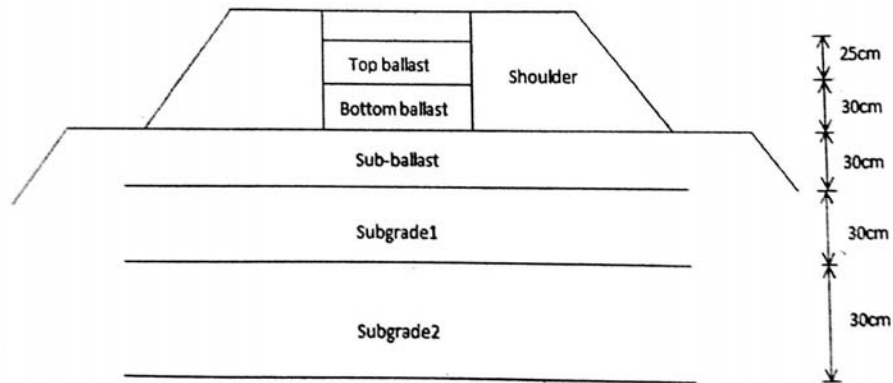 25cm
Top ballast
Shoulder
Bottom ballast
30cm
Sub-ballast
30cm
Subgrade1
30cm
Subgrade2
30cm